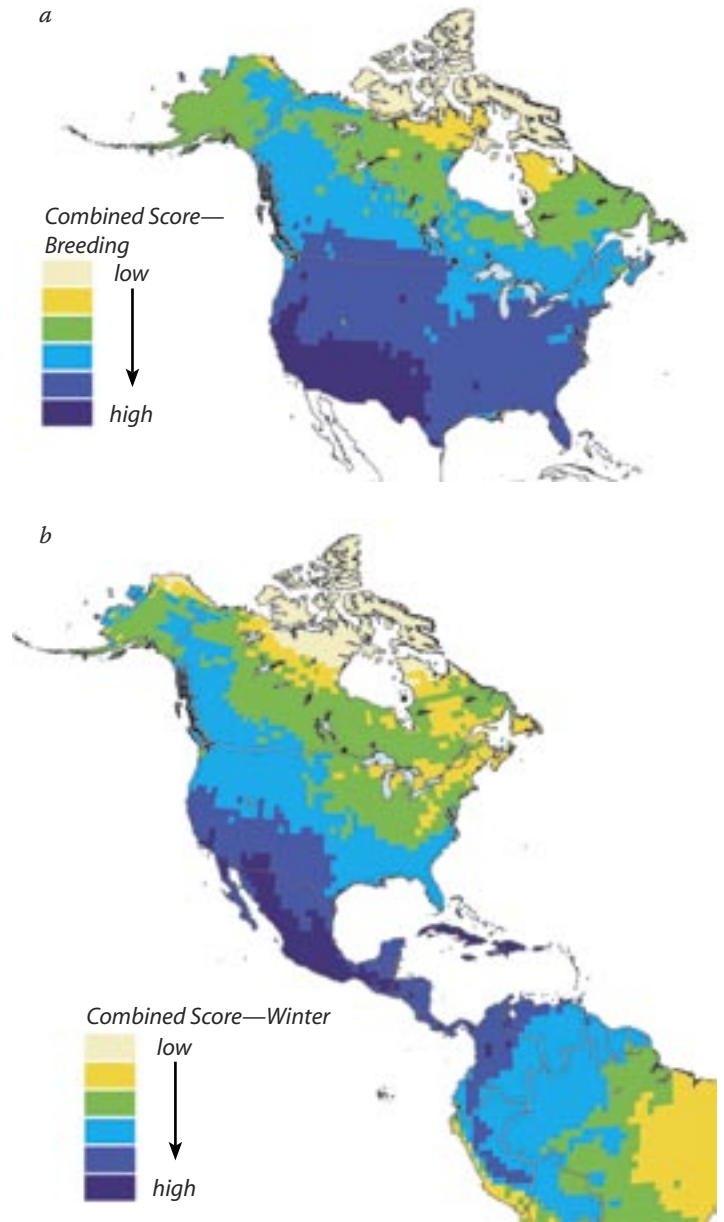 a
Combined Score—
Breeding
low
high
b
Combined Score—Winter
low
high